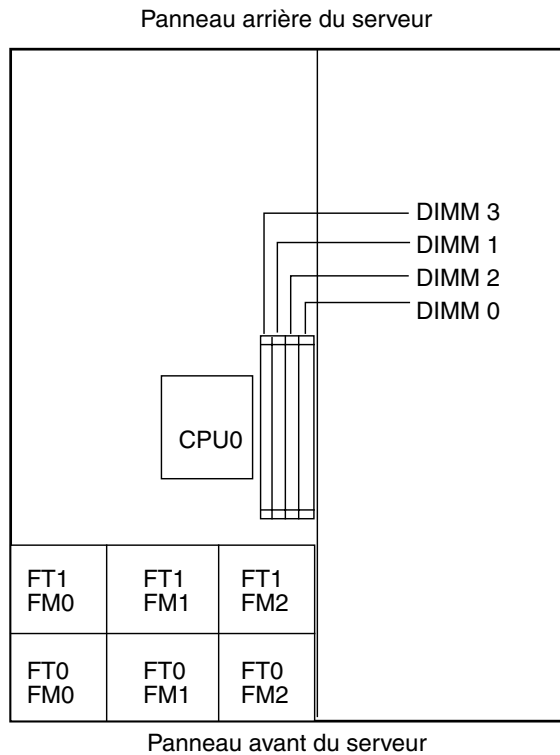 Panneau arrière du serveur
DIMM 3
DIMM 1
DIMM 2
DIMM 0
CPU0
FT1 FT1 FT1
FM0 FM1 FM2
FT0 FT0 FT0
FM0 FM1 FM2
Panneau avant du serveur